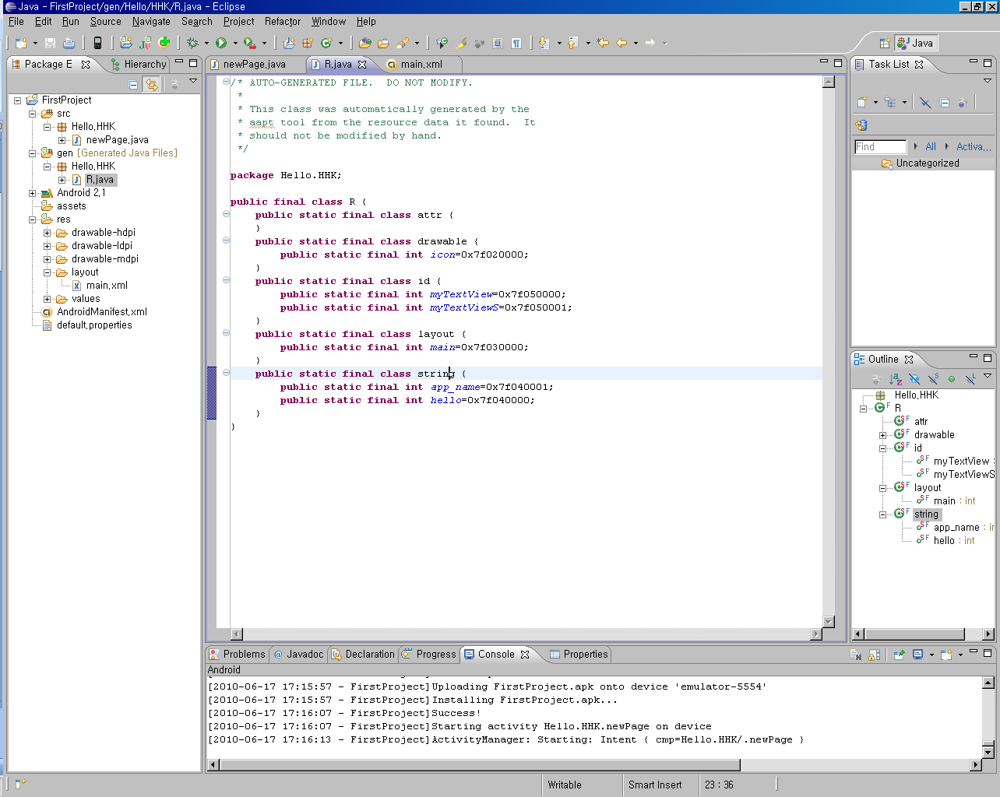 Java - FirstProject/gen/Hello/HHK/R.java - Eclipse
File Edit Run Source Navigate Search Project Refactor Window Help
Java
Package E
Hierarchy
newPage.java
R.java
main.xml
Task List
FirstProject
src
Hello.HHK
newPage.java
gen [Generated Java Files]
Hello.HHK
R.java
Android 2.1
assets
res
drawable-hdpi
drawable-ldpi
drawable-mdpi
layout
main.xml
values
AndroidManifest.xml
default.properties
/* AUTO-GENERATED FILE.  DO NOT MODIFY.
*
* This class was automatically generated by the
* aapt tool from the resource data it found.  It
* should not be modified by hand.
*/
package Hello.HHK;
public final class R {
public static final class attr {
}
public static final class drawable {
public static final int icon=0x7f020000;
}
public static final class id {
public static final int myTextView=0x7f050000;
public static final int myTextViewS=0x7f050001;
}
public static final class layout {
public static final int main=0x7f030000;
}
public static final class string {
public static final int app_name=0x7f040001;
public static final int hello=0x7f040000;
}
}
Find
All
Activa...
Uncategorized
Outline
Hello.HHK
R
attr
drawable
id
myTextView :
myTextViewS
layout
main : int
string
app_name : in
hello : int
Problems
@ Javadoc
Declaration
Progress
Console
Properties
Android
[2010-06-17 17:15:57 - FirstProject]Uploading FirstProject.apk onto device 'emulator-5554'
[2010-06-17 17:15:57 - FirstProject]Installing FirstProject.apk...
[2010-06-17 17:16:07 - FirstProject]Success!
[2010-06-17 17:16:07 - FirstProject]Starting activity Hello.HHK.newPage on device
[2010-06-17 17:16:13 - FirstProject]ActivityManager: Starting: Intent { cmp=Hello.HHK/.newPage }
Writable
Smart Insert
23 : 36